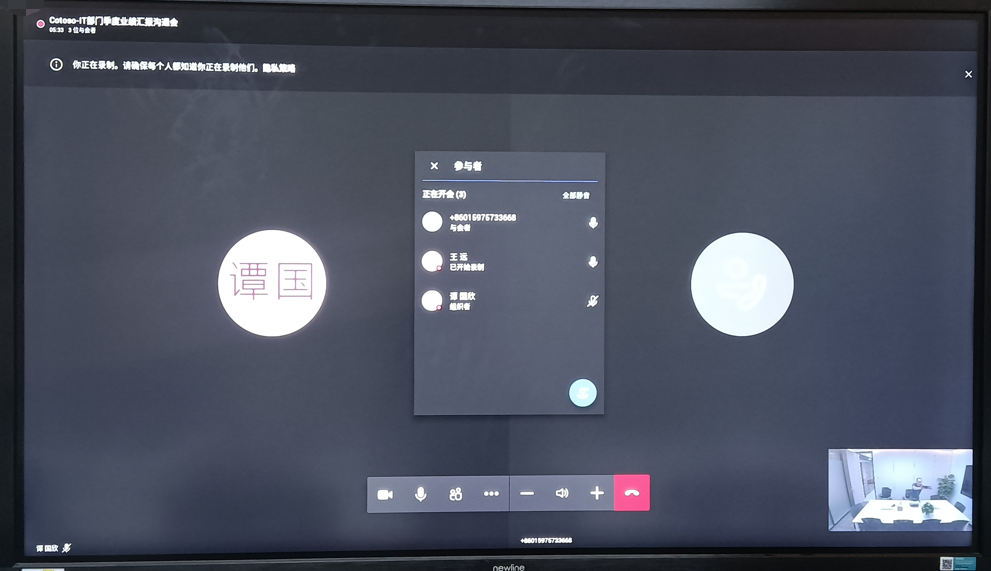 Cotoso-IT部门季度业绩汇报沟通会
05:33 3 位与会者
你正在录制。请确保每个人都知道你正在录制他们。隐私策略
参与者
正在开会 (3) 全部静音
+86015975733668
与会者
王 远
已开始录制
谭 国欣
组织者
谭国
谭 国欣
+86015975733668
newline